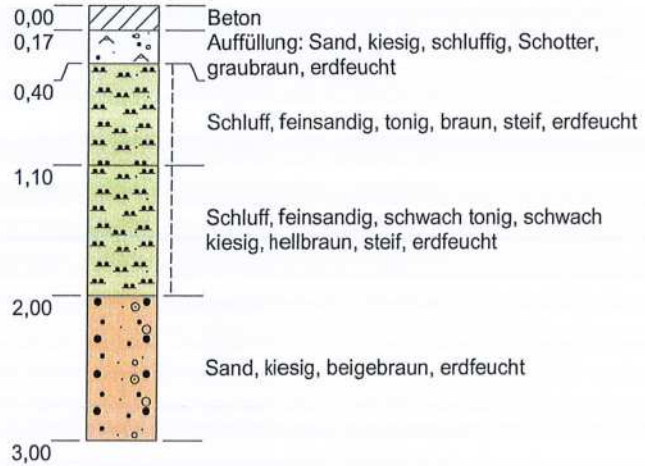 0,00 Beton
0,17 Auffüllung: Sand, kiesig, schluffig, Schotter,
graubraun, erdfeucht
0,40
Schluff, feinsandig, tonig, braun, steif, erdfeucht
1,10
Schluff, feinsandig, schwach tonig, schwach
kiesig, hellbraun, steif, erdfeucht
2,00
Sand, kiesig, beigebraun, erdfeucht
3,00